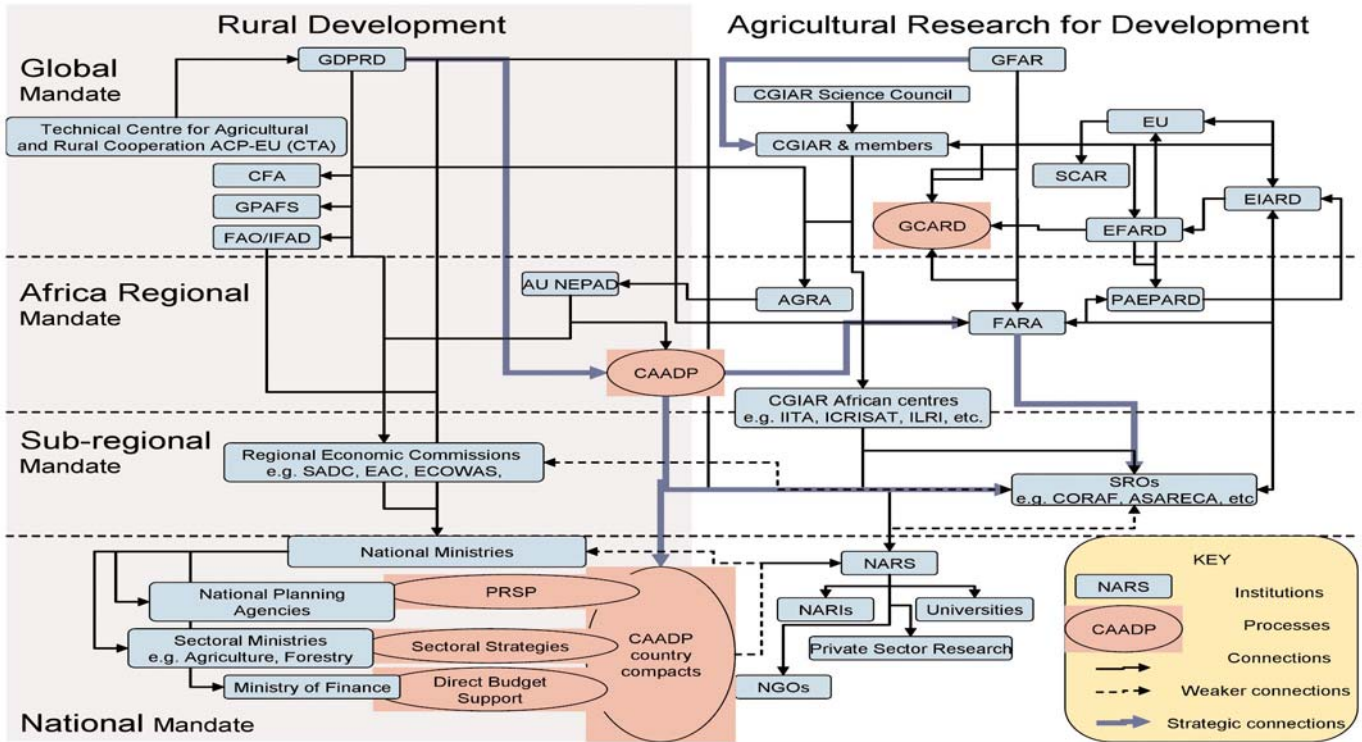 Rural Development
Agricultural Research for Development
Global
Mandate
GDPRD
GFAR
CGIAR Science Council
Technical Centre for Agricultural
and Rural Cooperation ACP-EU (CTA)
EU
CGIAR & members
SCAR
CFA
GPAFS
FAO/IFAD
GCARD
EFARD
EIARD
Africa Regional
Mandate
AU NEPAD
AGRA
PAEPARD
FARA
CAADP
CGIAR African centres
e.g. IITA, ICRISAT, ILRI, etc.
Sub-regional
Mandate
Regional Economic Commissions
e.g. SADC, EAC, ECOWAS,
SROs
e.g. CORAF, ASARECA, etc
National Ministries
NARS
National Planning
Agencies
PRSP
NARIs
Universities
Sectoral Ministries
e.g. Agriculture, Forestry
Sectoral Strategies
CAADP
country
compacts
Private Sector Research
Ministry of Finance
Direct Budget
Support
NGOs
National Mandate
KEY
NARS
Institutions
CAADP
Processes
Connections
Weaker connections
Strategic connections